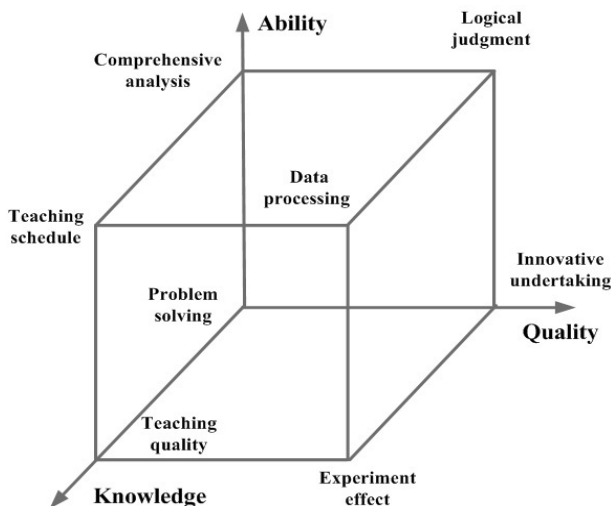 Ability
Logical
judgment
Comprehensive
analysis
Data
processing
Teaching
schedule
Innovative
undertaking
Problem
solving
Quality
Teaching
quality
Experiment
effect
Knowledge